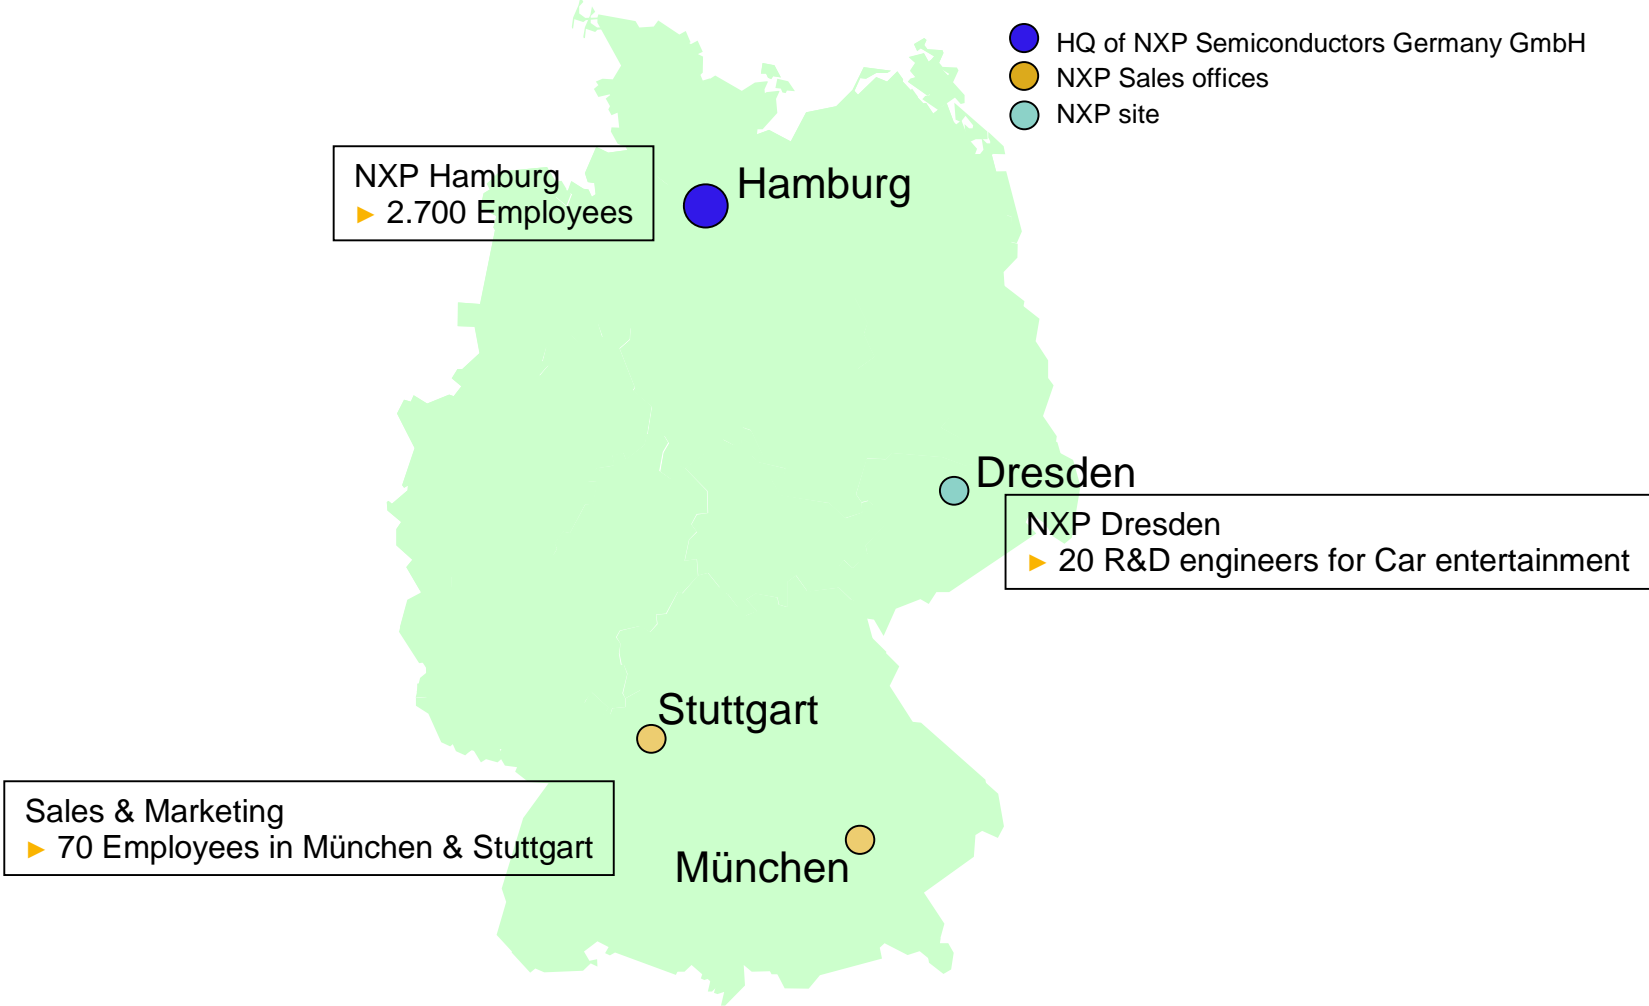 HQ of NXP Semiconductors Germany GmbH
NXP Sales offices
NXP site
NXP Hamburg
► 2.700 Employees
Hamburg
Dresden
NXP Dresden
► 20 R&D engineers for Car entertainment
Stuttgart
Sales & Marketing
► 70 Employees in München & Stuttgart
München